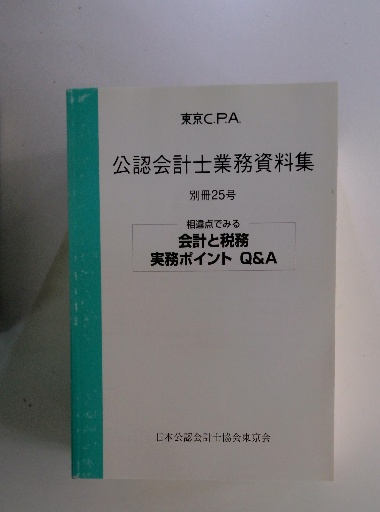 東京C.P.A.
公認会計士業務資料集
別冊25号
相違点でみる
会計と税務
実務ポイント Q&A
日本公認会計士協会東京会